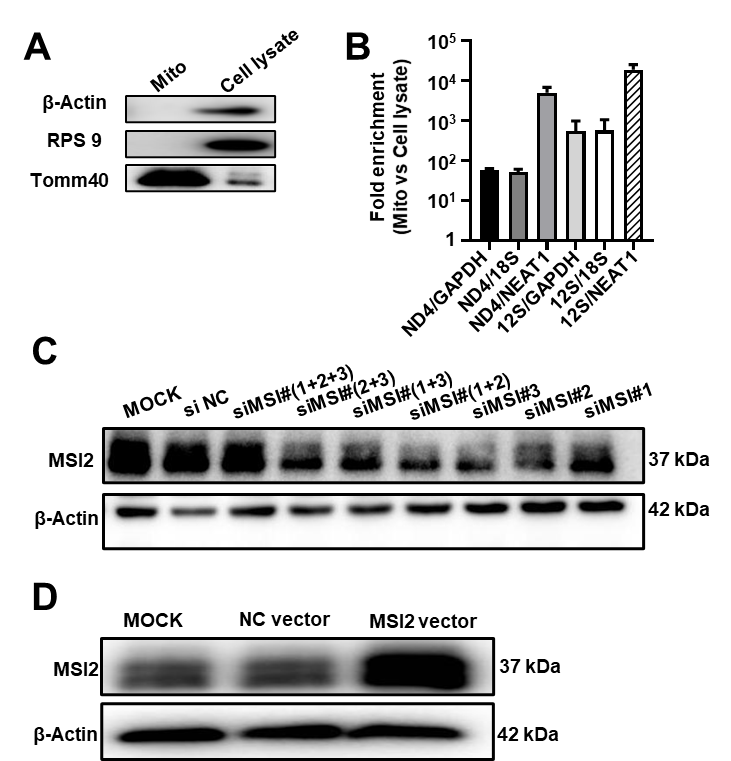 A
Mito
Cell lysate
β-Actin
RPS 9
Tomm40
B
Fold enrichment
(Mito vs Cell lysate)
10⁵
10⁴
10³
10²
10¹
1
ND4/GAPDH
ND4/18S
ND4/NEAT1
12S/GAPDH
12S/18S
12S/NEAT1
C
MOCK
si NC
siMSI#(1+2+3)
siMSI#(2+3)
siMSI#(1+3)
siMSI#(1+2)
siMSI#3
siMSI#2
siMSI#1
MSI2
37 kDa
β-Actin
42 kDa
D
MOCK
NC vector
MSI2 vector
MSI2
37 kDa
β-Actin
42 kDa